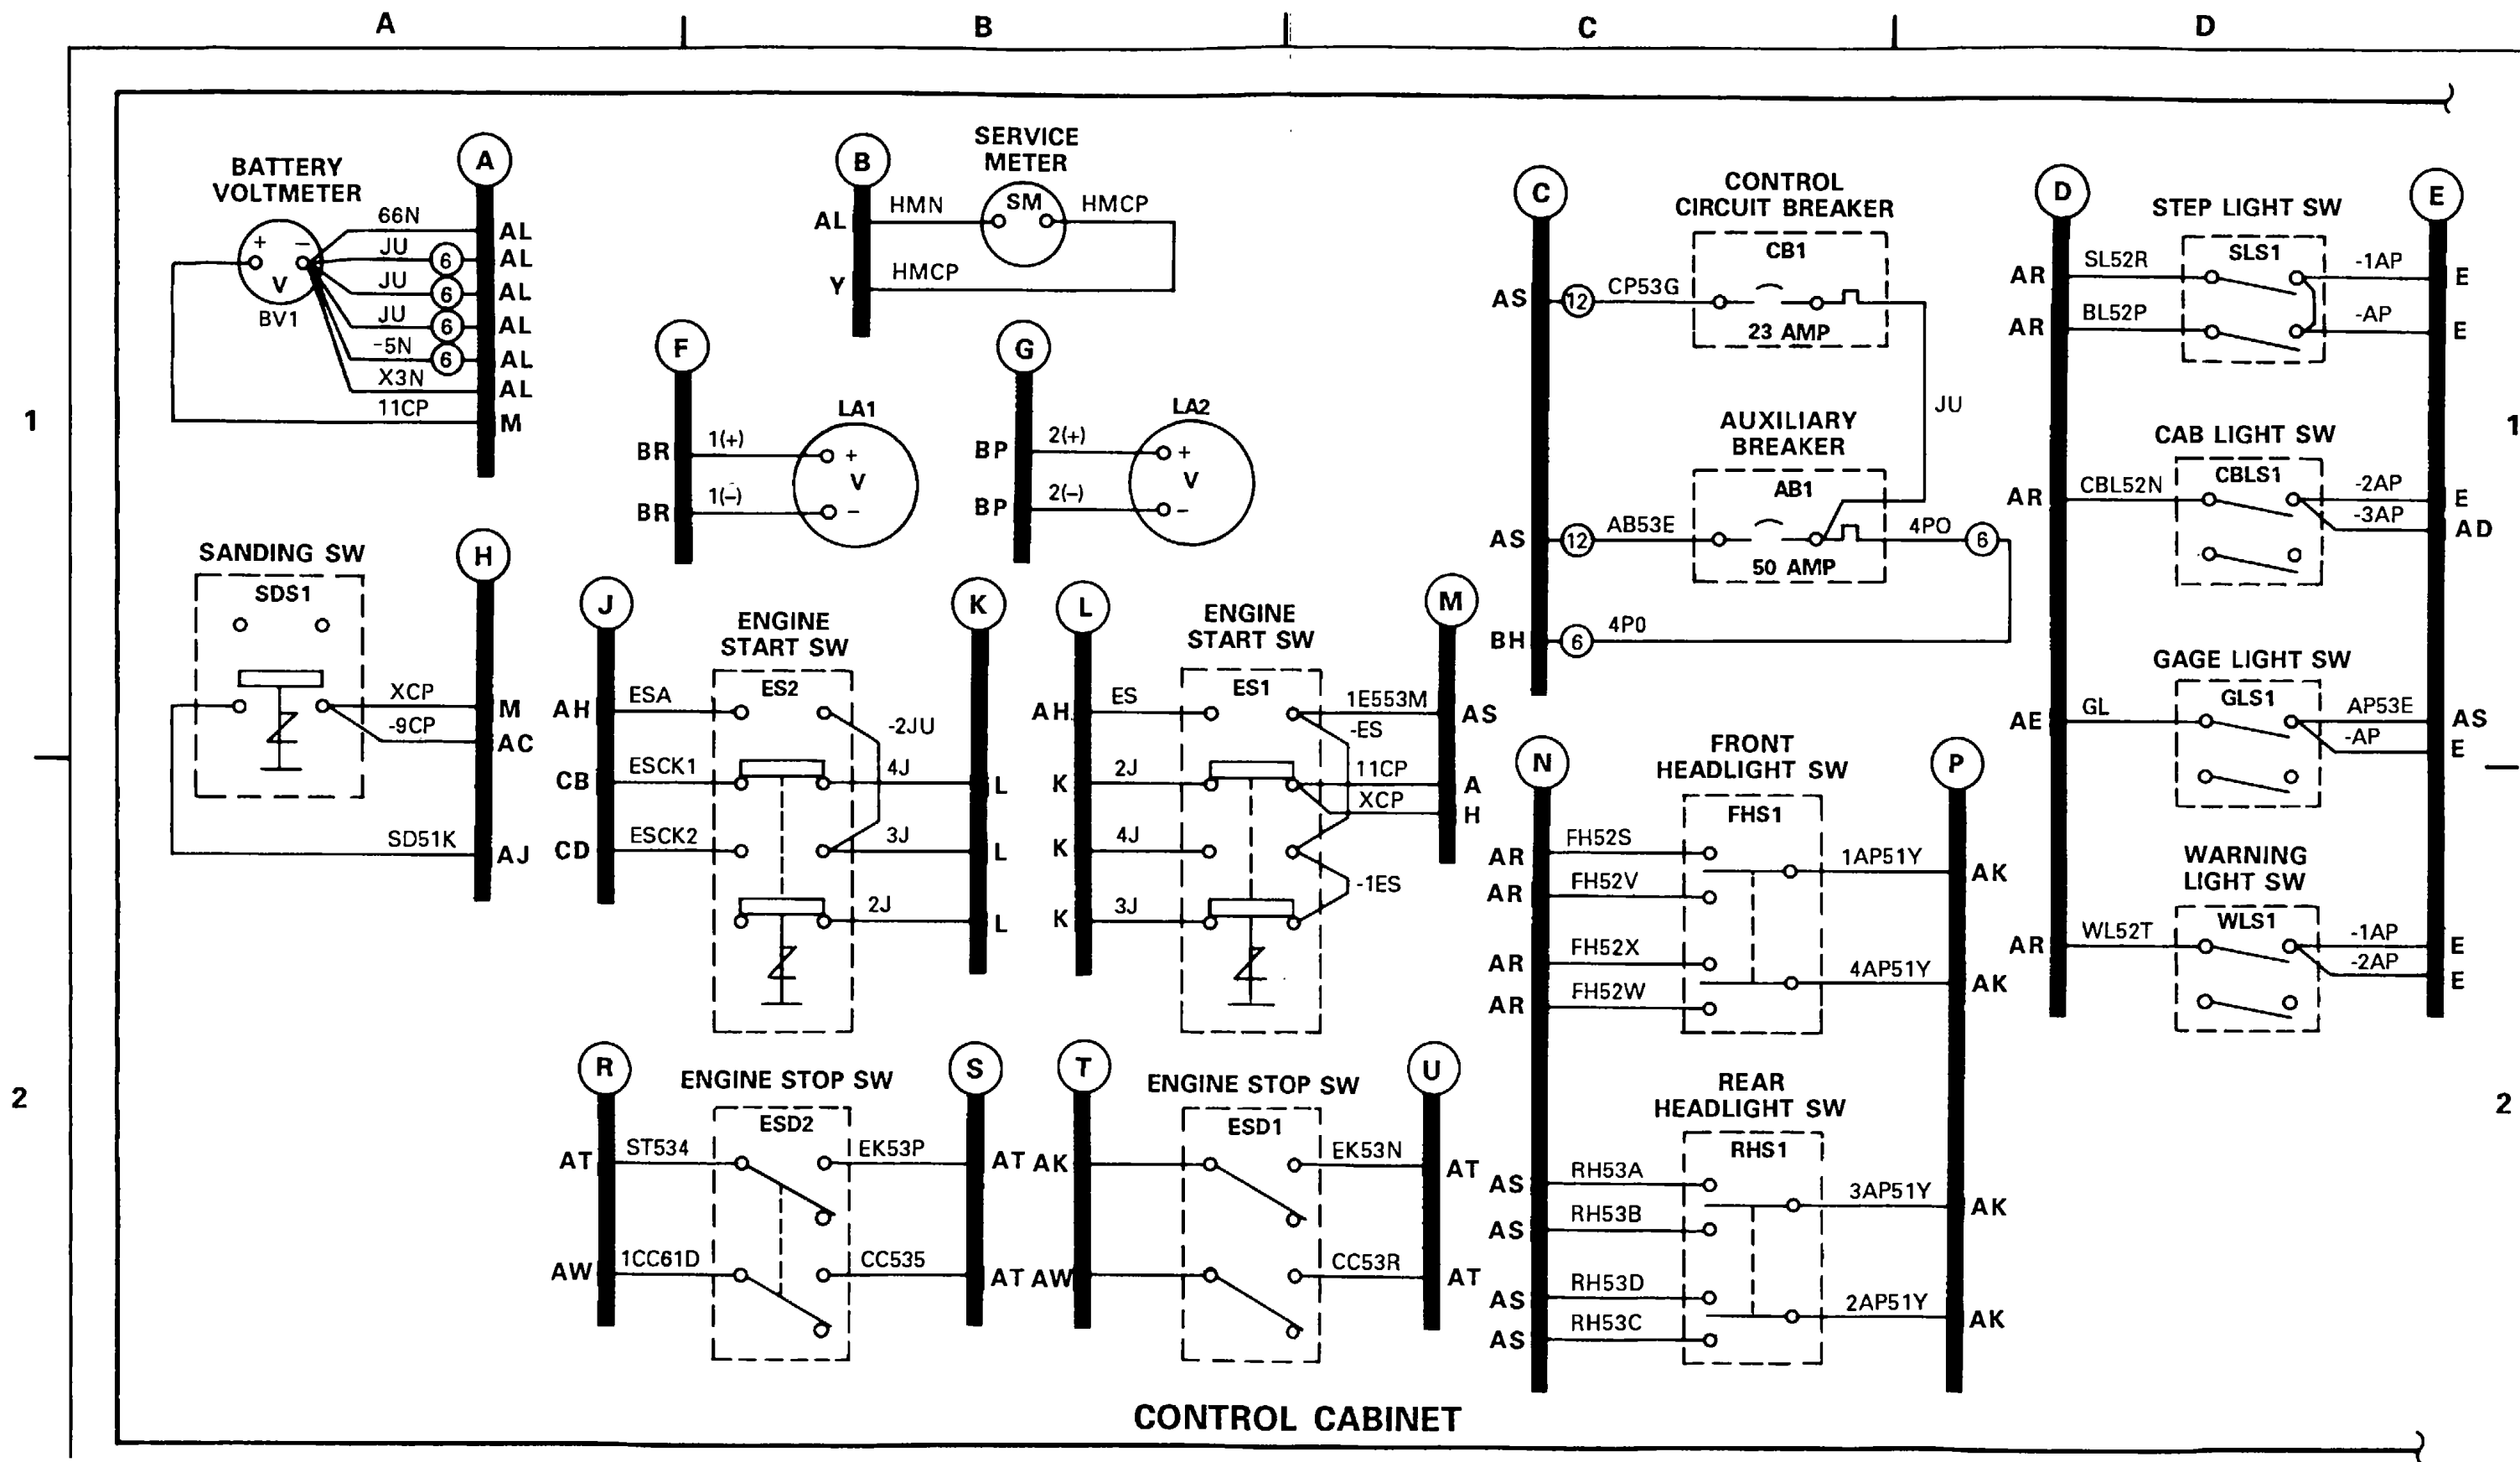 A B C D
1 1
2 2
BATTERY
VOLTMETER
A
+ −
V
BV1
66N AL
JU 6 AL
JU 6 AL
JU 6 AL
-5N 6 AL
X3N AL
11CP M
B
SERVICE
METER
SM
AL HMN HMCP
Y HMCP
F
LA1
BR 1(+) +
V
BR 1(−) −
G
LA2
BP 2(+) +
V
BP 2(−) -
C
CONTROL
CIRCUIT BREAKER
CB1
AS 12 CP53G
23 AMP
JU
AUXILIARY
BREAKER
AB1
AS 12 AB53E 4PO 6
50 AMP
BH 6 4P0
D E
STEP LIGHT SW
SLS1
AR SL52R -1AP E
AR BL52P -AP E
CAB LIGHT SW
CBLS1
AR CBL52N -2AP E
-3AP AD
GAGE LIGHT SW
GLS1
AE GL AP53E AS
-AP E
WARNING
LIGHT SW
WLS1
AR WL52T -1AP E
-2AP E
SANDING SW
H
SDS1
XCP M
-9CP AC
SD51K AJ
J K
ENGINE
START SW
ES2
AH ESA -2JU
CB ESCK1 4J L
CD ESCK2 3J L
2J L
L M
ENGINE
START SW
ES1
AH ES 1E553M AS
-ES
K 2J 11CP A
XCP H
K 4J
-1ES
K 3J
N P
FRONT
HEADLIGHT SW
FHS1
AR FH52S 1AP51Y AK
AR FH52V
AR FH52X 4AP51Y AK
AR FH52W
REAR
HEADLIGHT SW
RHS1
AS RH53A 3AP51Y AK
AS RH53B
AS RH53D 2AP51Y AK
AS RH53C
R S
ENGINE STOP SW
ESD2
AT ST534 EK53P AT
AW 1CC61D CC535 AT
T U
ENGINE STOP SW
ESD1
AK EK53N AT
AW CC53R AT
CONTROL CABINET